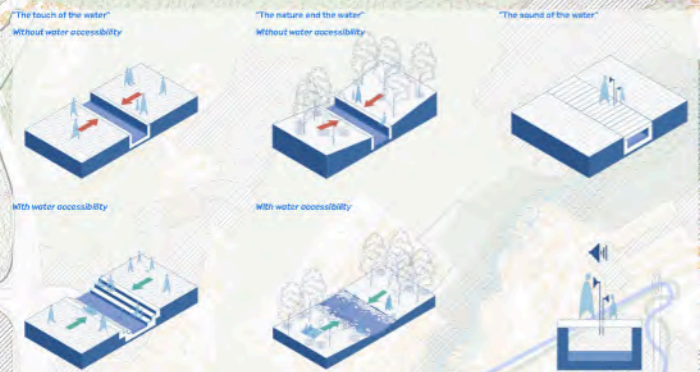 "The touch of the water"
Without water accessibility
"The nature and the water"
Without water accessibility
"The sound of the water"
With water accessibility
With water accessibility